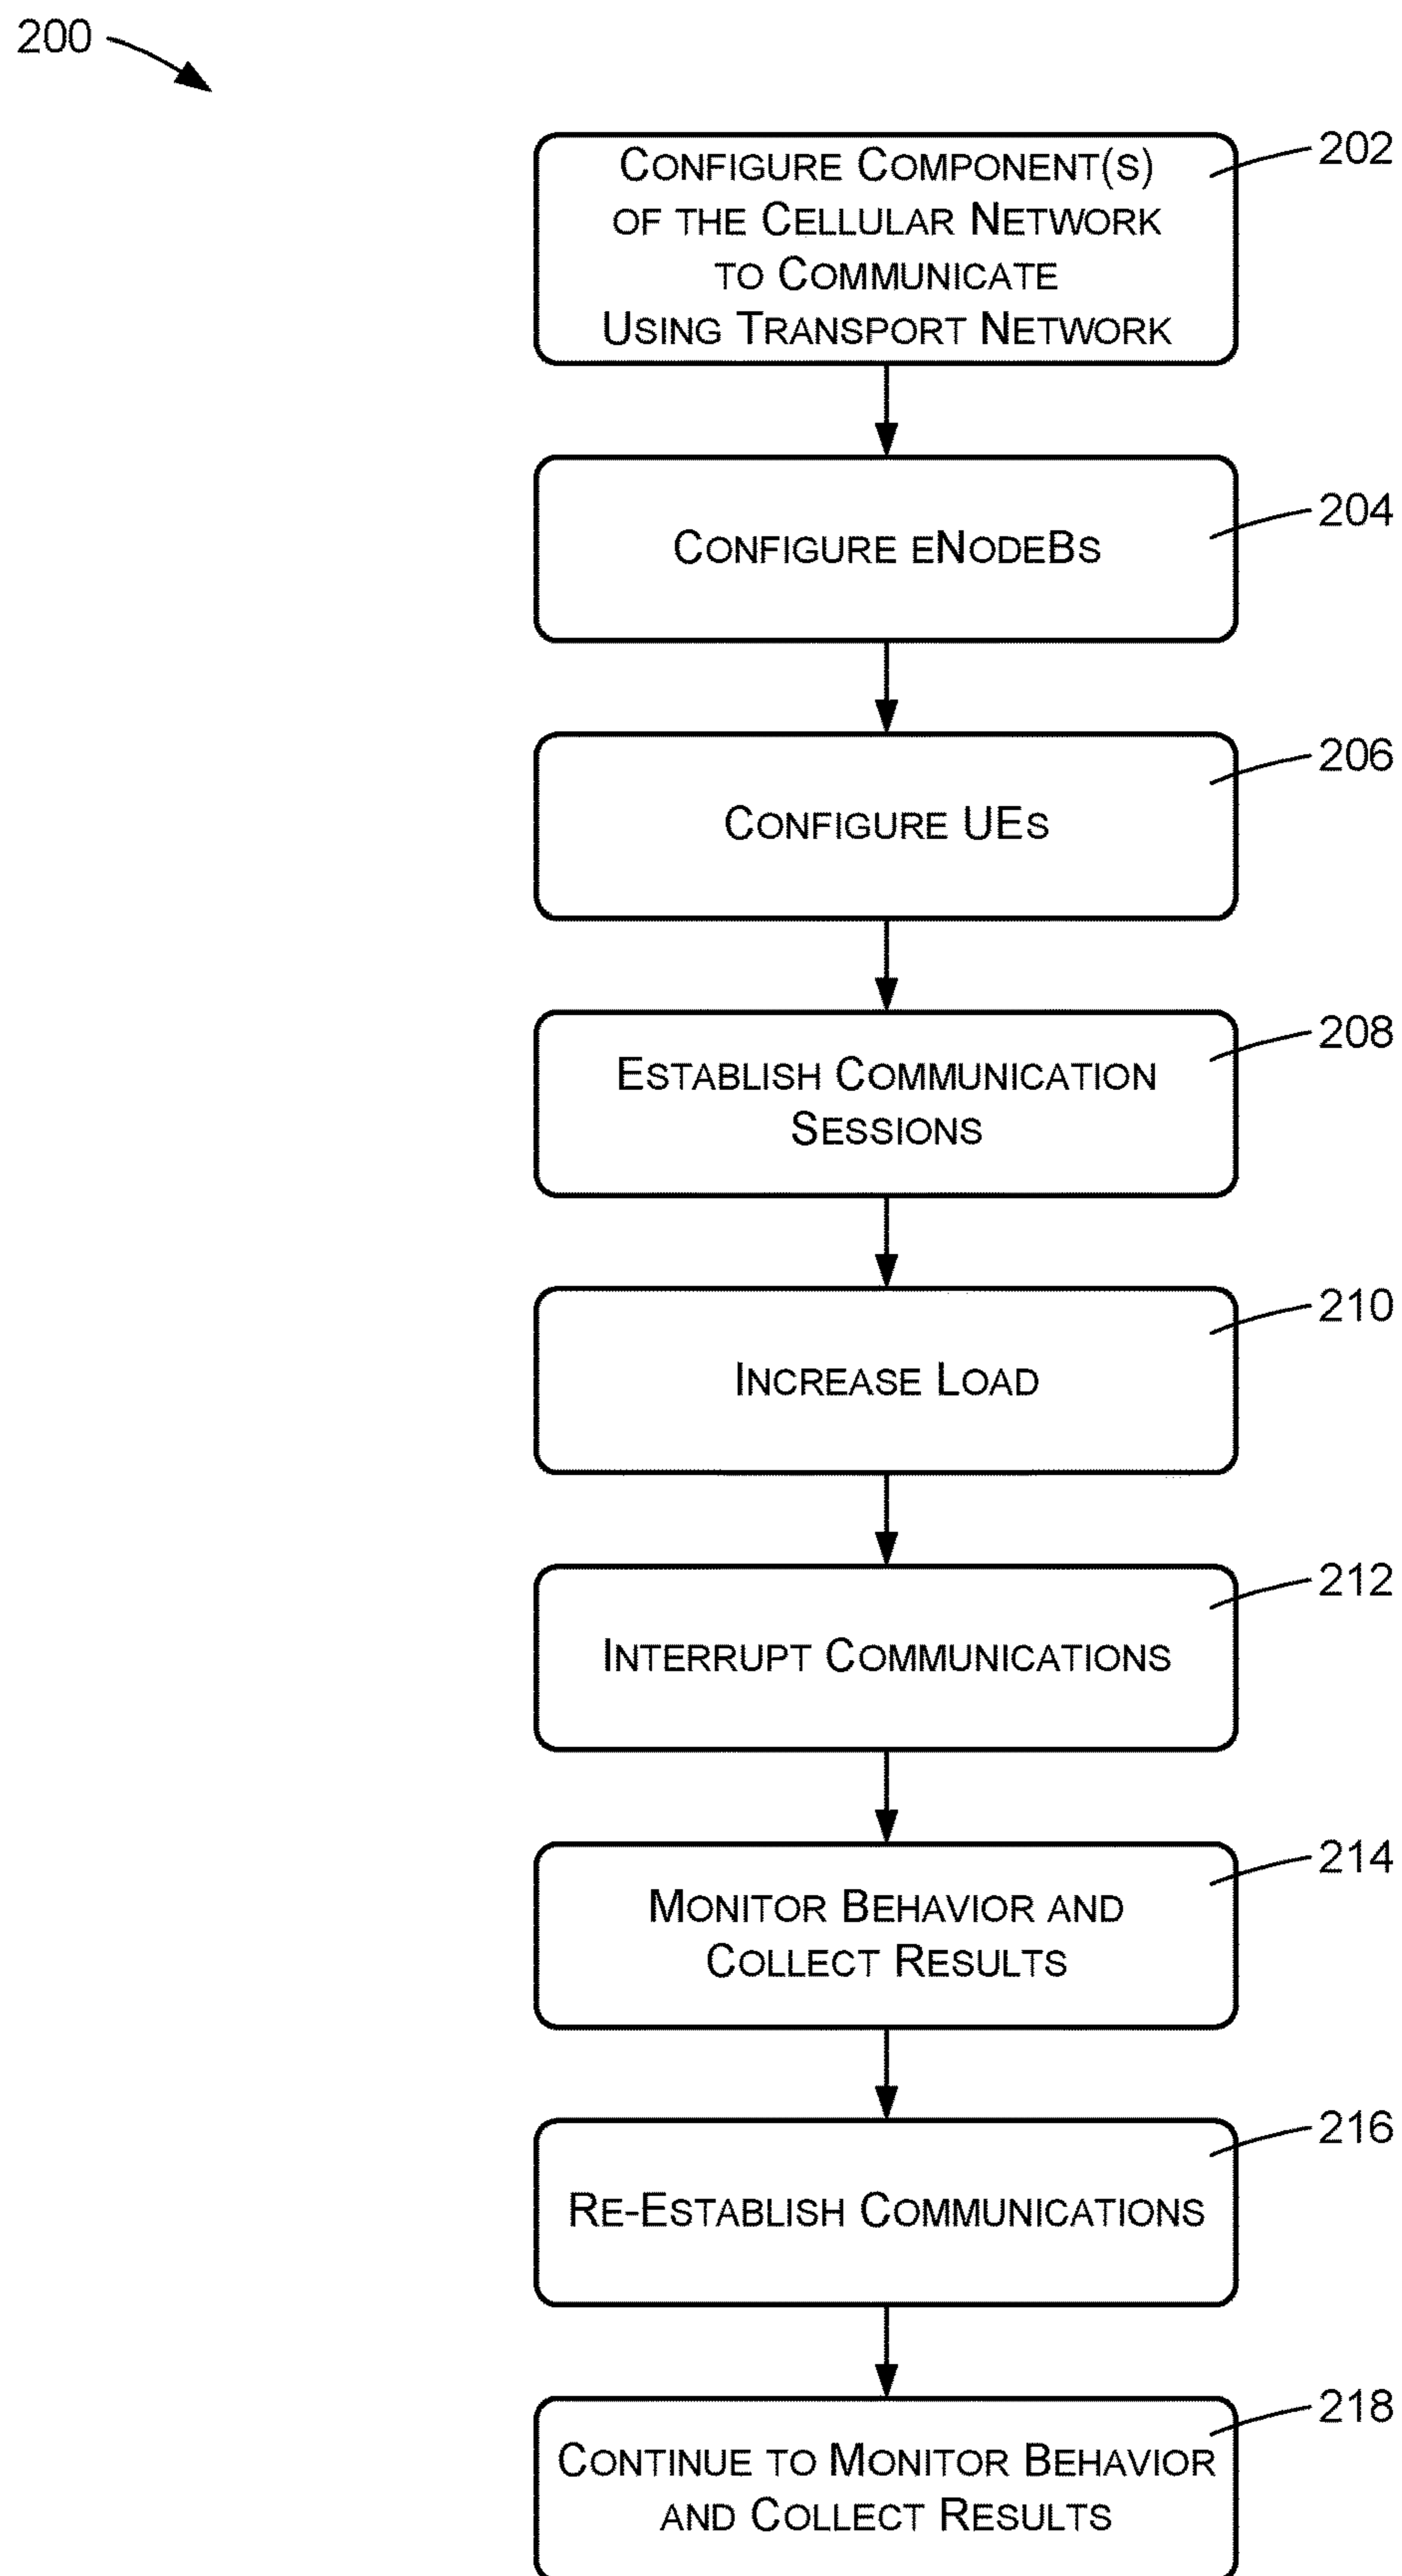 200
CONFIGURE COMPONENT(S)
OF THE CELLULAR NETWORK
TO COMMUNICATE
USING TRANSPORT NETWORK
202
CONFIGURE ENODEBS
204
CONFIGURE UES
206
ESTABLISH COMMUNICATION
SESSIONS
208
INCREASE LOAD
210
INTERRUPT COMMUNICATIONS
212
MONITOR BEHAVIOR AND
COLLECT RESULTS
214
RE-ESTABLISH COMMUNICATIONS
216
CONTINUE TO MONITOR BEHAVIOR
AND COLLECT RESULTS
218